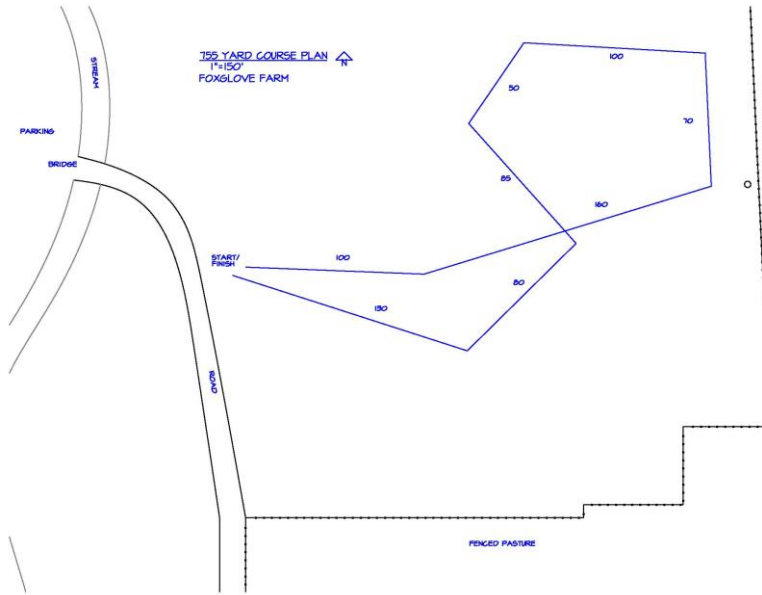 755 YARD COURSE PLAN
N
1"=150'
FOXGLOVE FARM
STREAM
100
50
70
PARKING
BRIDGE
85
160
START/
FINISH
100
80
130
ROAD
FENCED PASTURE